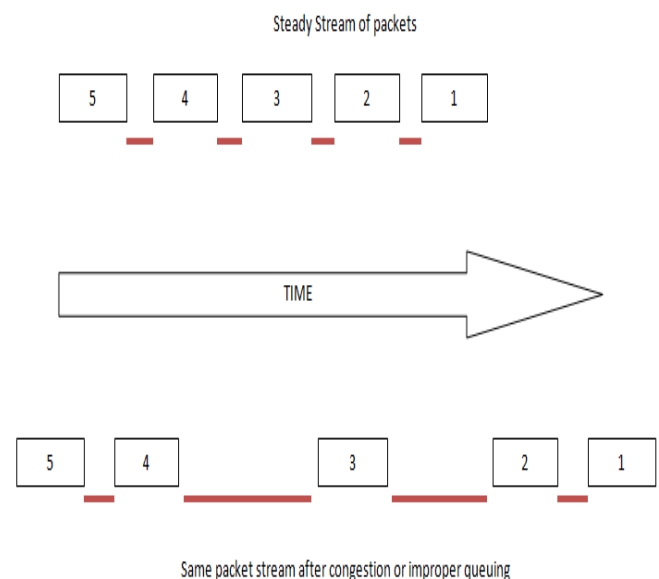 Steady Stream of packets
5 4 3 2 1
TIME
5 4 3 2 1
Same packet stream after congestion or improper queuing